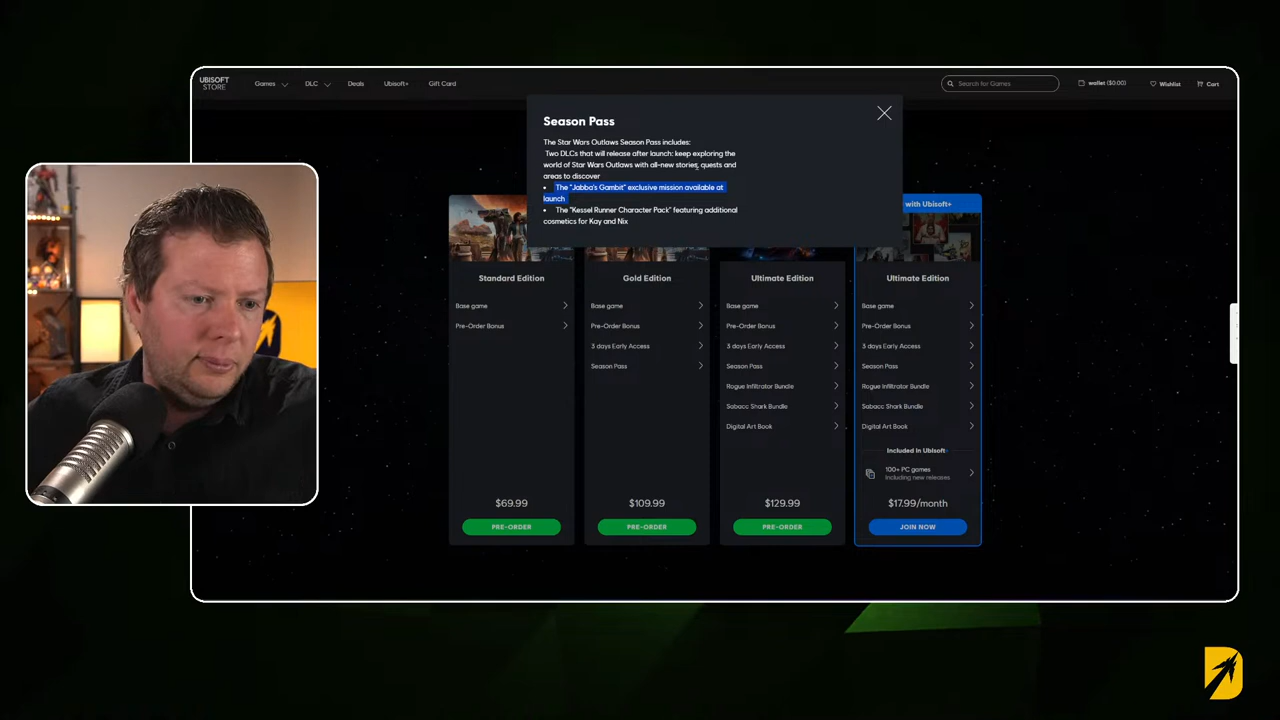 UBISOFT
STORE
Games
DLC
Deals
Ubisoft+
Gift Card
Search for Games
wallet ($0.00)
Wishlist
Cart
Season Pass
The Star Wars Outlaws Season Pass includes:
Two DLCs that will release after launch: keep exploring the
world of Star Wars Outlaws with all-new stories, quests and
areas to discover
• The "Jabba's Gambit" exclusive mission available at
launch
• The "Kessel Runner Character Pack" featuring additional
cosmetics for Kay and Nix
with Ubisoft+
Standard Edition
Base game
Pre-Order Bonus
$69.99
PRE-ORDER
Gold Edition
Base game
Pre-Order Bonus
3 days Early Access
Season Pass
$109.99
PRE-ORDER
Ultimate Edition
Base game
Pre-Order Bonus
3 days Early Access
Season Pass
Rogue Infiltrator Bundle
Sabacc Shark Bundle
Digital Art Book
$129.99
PRE-ORDER
Ultimate Edition
Base game
Pre-Order Bonus
3 days Early Access
Season Pass
Rogue Infiltrator Bundle
Sabacc Shark Bundle
Digital Art Book
Included in Ubisoft+
100+ PC games
Including new releases
$17.99/month
JOIN NOW